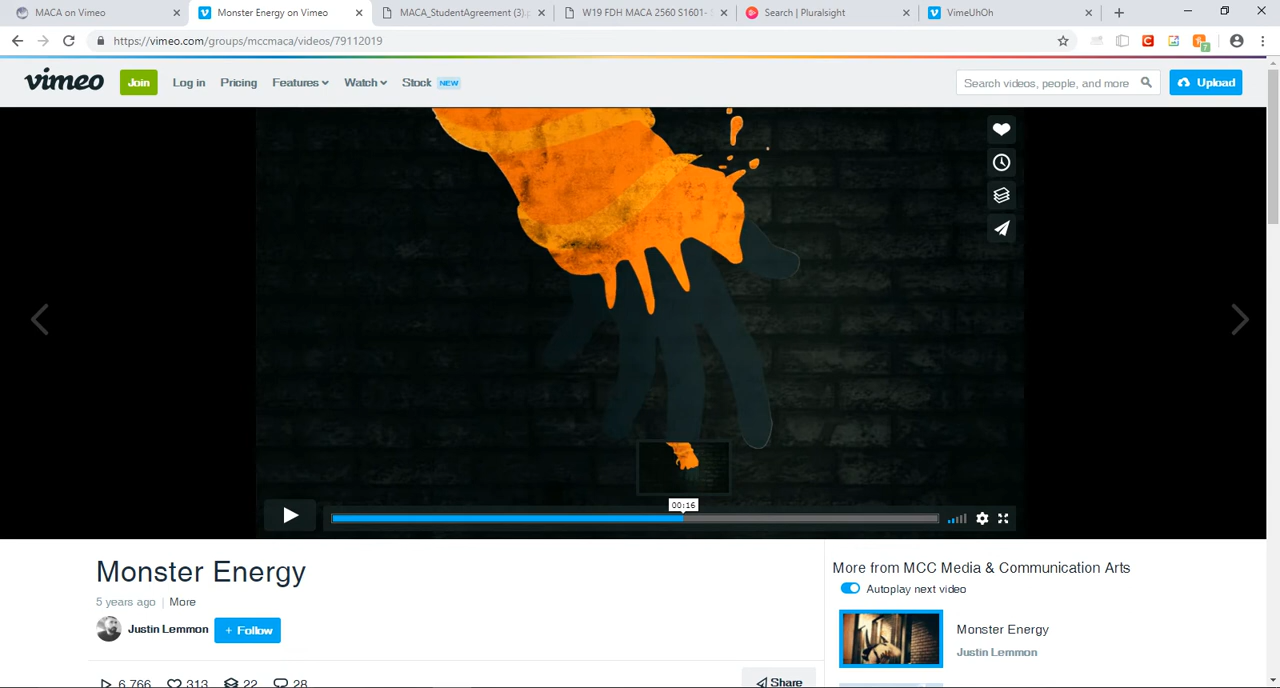 MACA on Vimeo
Monster Energy on Vimeo
MACA_StudentAgreement (3).p
W19 FDH MACA 2560 S1601- S
Search | Pluralsight
VimeUhOh
https://vimeo.com/groups/mccmaca/videos/79112019
7
vimeo
Join
Log in
Pricing
Features
Watch
Stock NEW
Search videos, people, and more
Upload
00:16
Monster Energy
5 years ago | More
Justin Lemmon
+ Follow
6,766
313
22
28
Share
More from MCC Media & Communication Arts
Autoplay next video
Monster Energy
Justin Lemmon